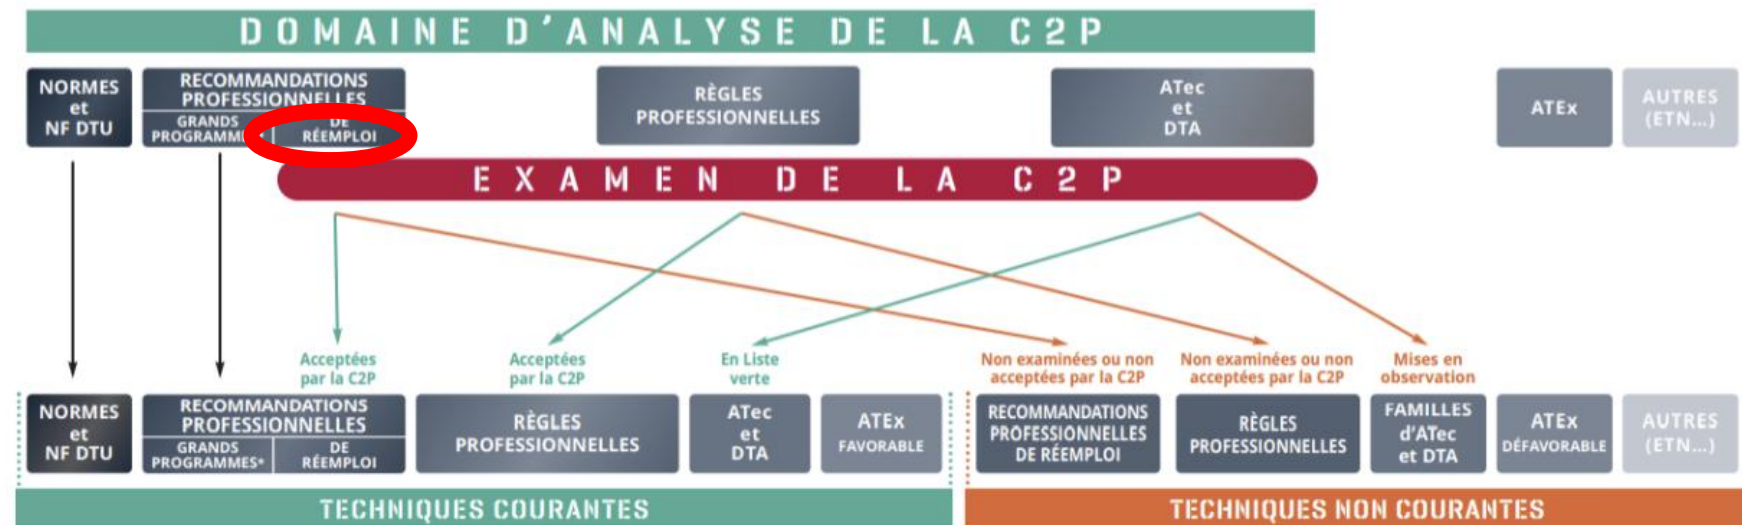 DOMAINE D'ANALYSE DE LA C2P
NORMES
et
NF DTU
RECOMMANDATIONS
PROFESSIONNELLES
GRANDS
PROGRAMMES*
DE
RÉEMPLOI
RÈGLES
PROFESSIONNELLES
ATec
et
DTA
ATEx
AUTRES
(ETN...)
EXAMEN DE LA C2P
Acceptées
par la C2P
Acceptées
par la C2P
En Liste
verte
Non examinées ou non
acceptées par la C2P
Non examinées ou non
acceptées par la C2P
Mises en
observation
NORMES
et
NF DTU
RECOMMANDATIONS
PROFESSIONNELLES
GRANDS
PROGRAMMES*
DE
RÉEMPLOI
RÈGLES
PROFESSIONNELLES
ATec
et
DTA
ATEx
FAVORABLE
RECOMMANDATIONS
PROFESSIONNELLES
DE RÉEMPLOI
RÈGLES
PROFESSIONNELLES
FAMILLES
d'ATec
et DTA
ATEx
DÉFAVORABLE
AUTRES
(ETN...)
TECHNIQUES COURANTES
TECHNIQUES NON COURANTES